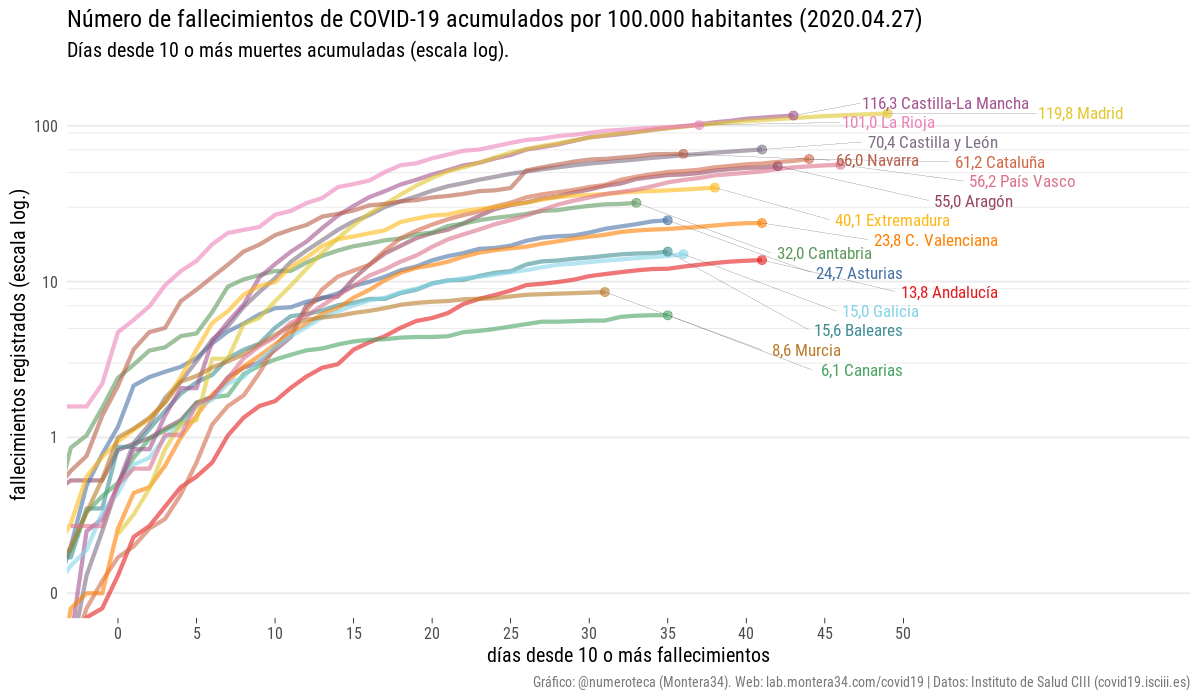 Número de fallecimientos de COVID-19 acumulados por 100.000 habitantes (2020.04.27)
Días desde 10 o más muertes acumuladas (escala log).
fallecimientos registrados (escala log.)
100
10
1
0
116,3 Castilla-La Mancha
119,8 Madrid
101,0 La Rioja
70,4 Castilla y León
66,0 Navarra
61,2 Cataluña
56,2 País Vasco
55,0 Aragón
40,1 Extremadura
23,8 C. Valenciana
32,0 Cantabria
24,7 Asturias
13,8 Andalucía
15,0 Galicia
15,6 Baleares
8,6 Murcia
6,1 Canarias
0 5 10 15 20 25 30 35 40 45 50
días desde 10 o más fallecimientos
Gráfico: @numeroteca (Montera34). Web: lab.montera34.com/covid19 | Datos: Instituto de Salud CIII (covid19.isciii.es)